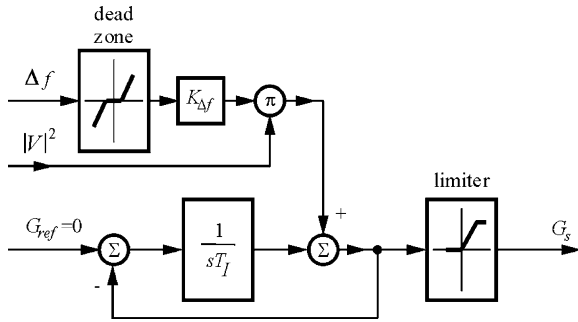 dead
zone
Δf
K_Δf
π
|V|²
limiter
+
G_ref=0
Σ
1
sT_I
Σ
G_s
-